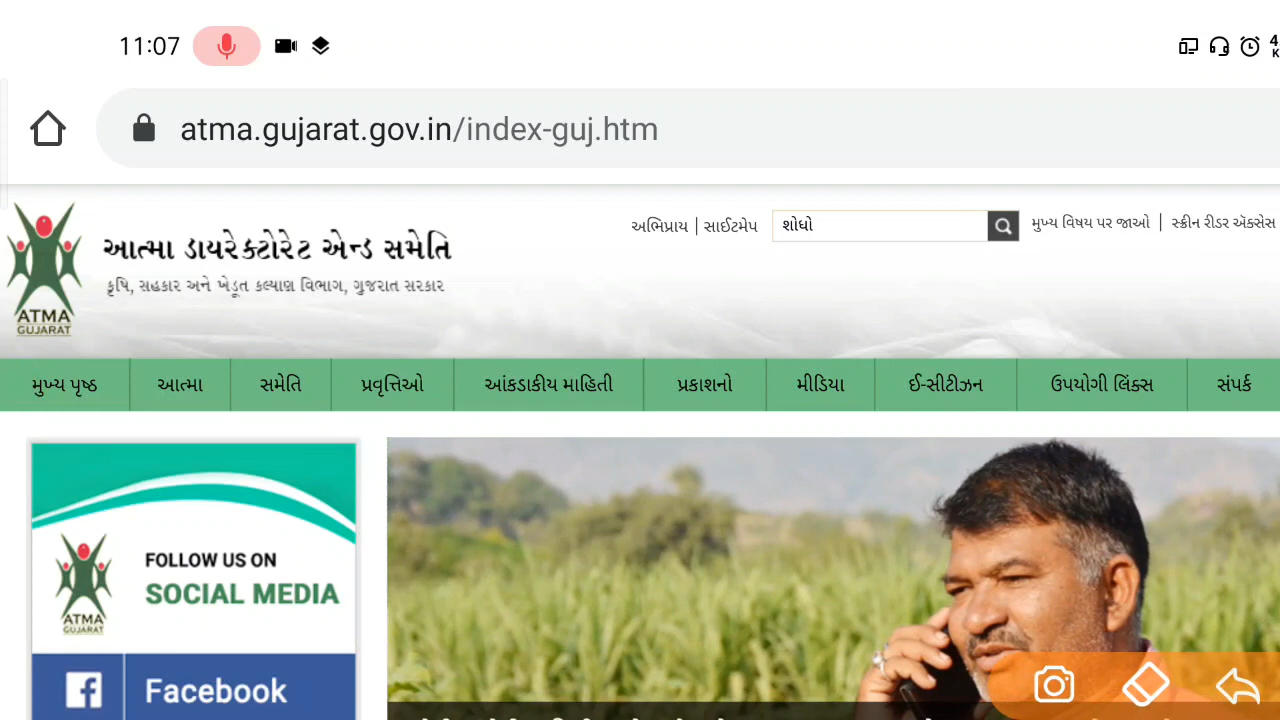 11:07
4
K
atma.gujarat.gov.in/index-guj.htm
અભિપ્રાય | સાઈટમેપ
શોધો
મુખ્ય વિષય પર જાઓ | સ્ક્રીન રીડર ઍક્સેસ
આત્મા ડાયરેક્ટોરેટ એન્ડ સમેતિ
કૃષિ, સહકાર અને ખેડૂત કલ્યાણ વિભાગ, ગુજરાત સરકાર
ATMA
GUJARAT
મુખ્ય પૃષ્ઠ આત્મા સમેતિ પ્રવૃત્તિઓ આંકડાકીય માહિતી પ્રકાશનો મીડિયા ઈ-સીટીઝન ઉપયોગી લિંક્સ સંપર્ક
FOLLOW US ON
SOCIAL MEDIA
ATMA
GUJARAT
Facebook